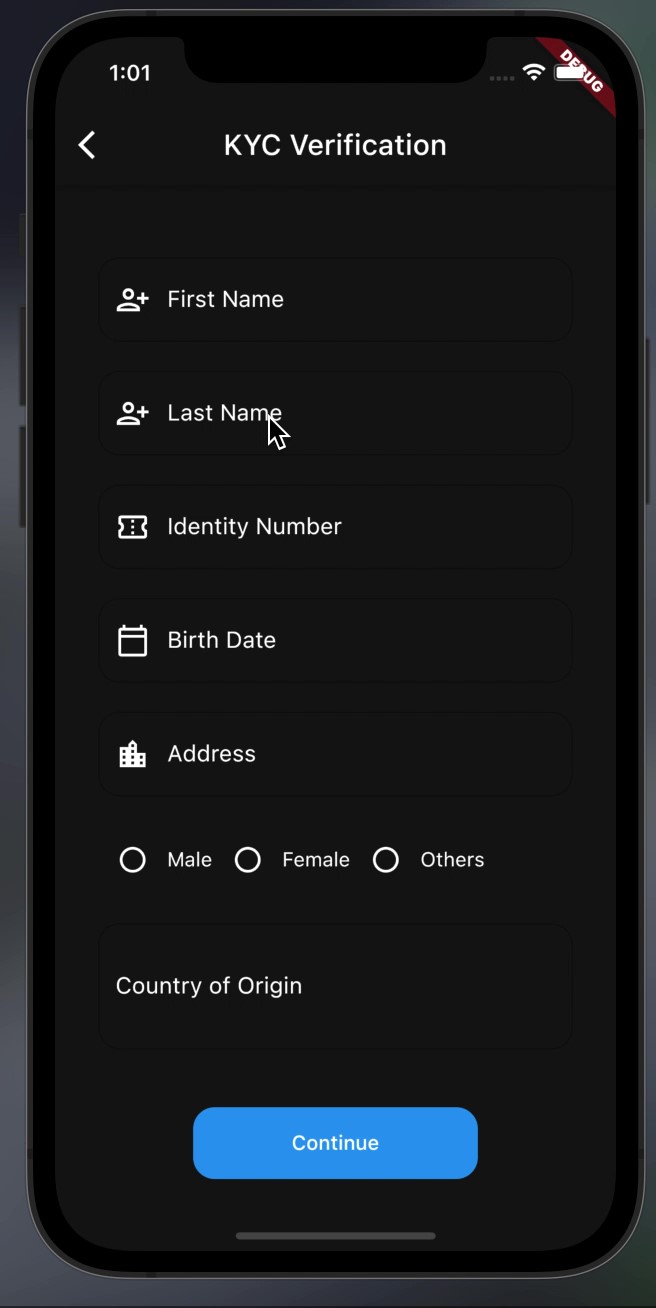 1:01
DEBUG
KYC Verification
First Name
Last Name
Identity Number
Birth Date
Address
Male Female Others
Country of Origin
Continue